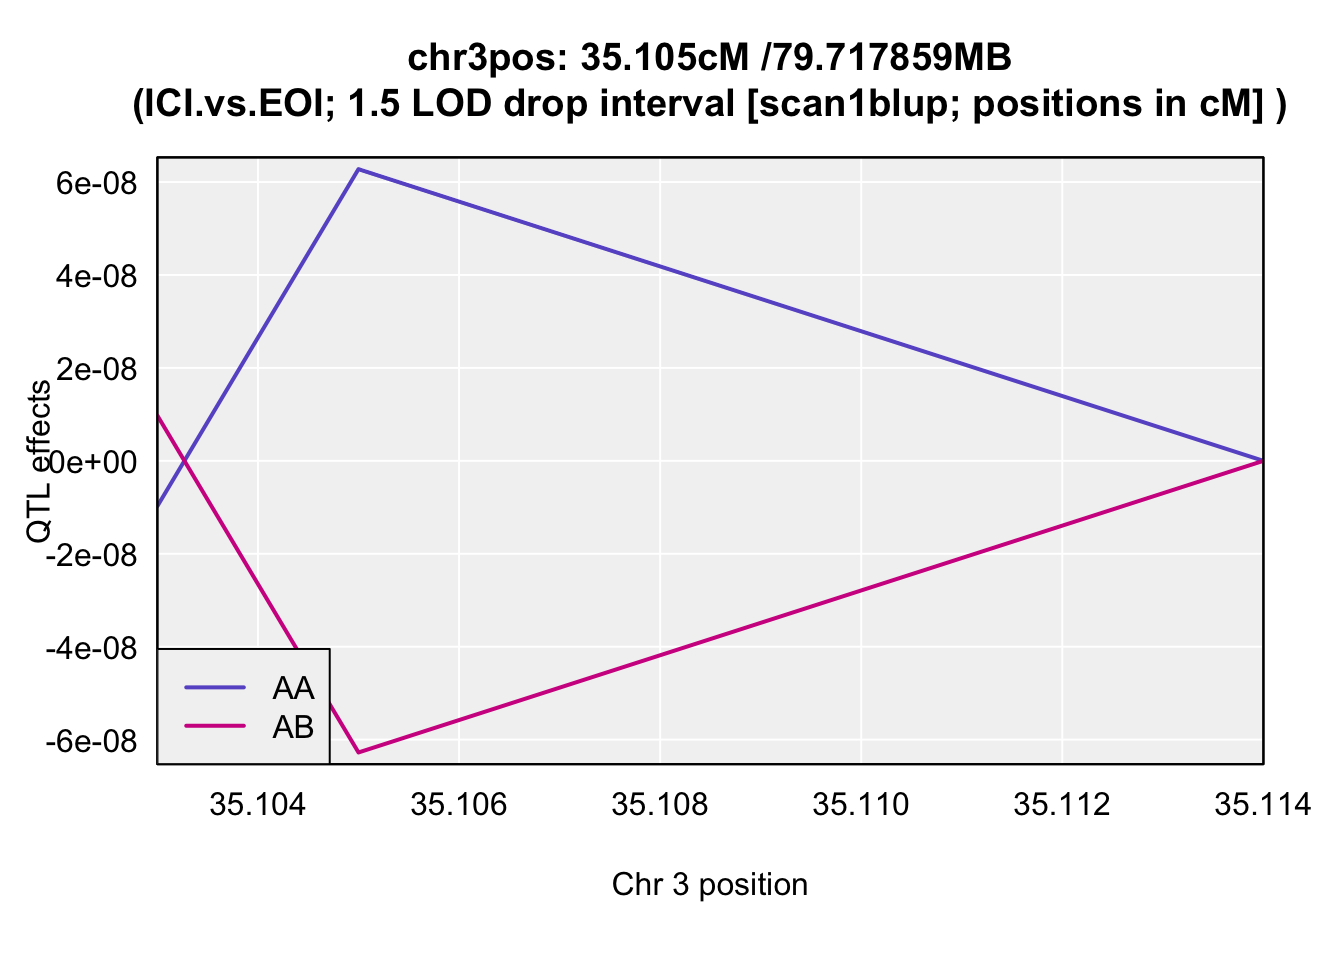 chr3pos: 35.105cM /79.717859MB
(ICI.vs.EOI; 1.5 LOD drop interval [scan1blup; positions in cM] )
QTL effects
6e-08
4e-08
2e-08
0e+00
-2e-08
-4e-08
-6e-08
AA
AB
35.104 35.106 35.108 35.110 35.112 35.114
Chr 3 position